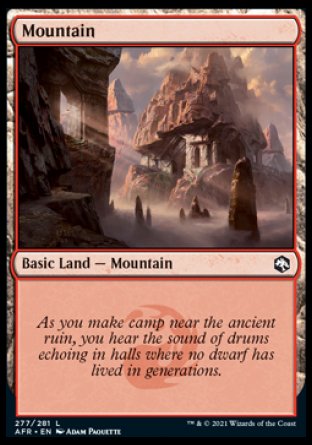 Mountain
Basic Land — Mountain
As you make camp near the ancient
ruin, you hear the sound of drums
echoing in halls where no dwarf has
lived in generations.
277/281 L
AFR • EN Adam Paquette
™ & © 2021 Wizards of the Coast